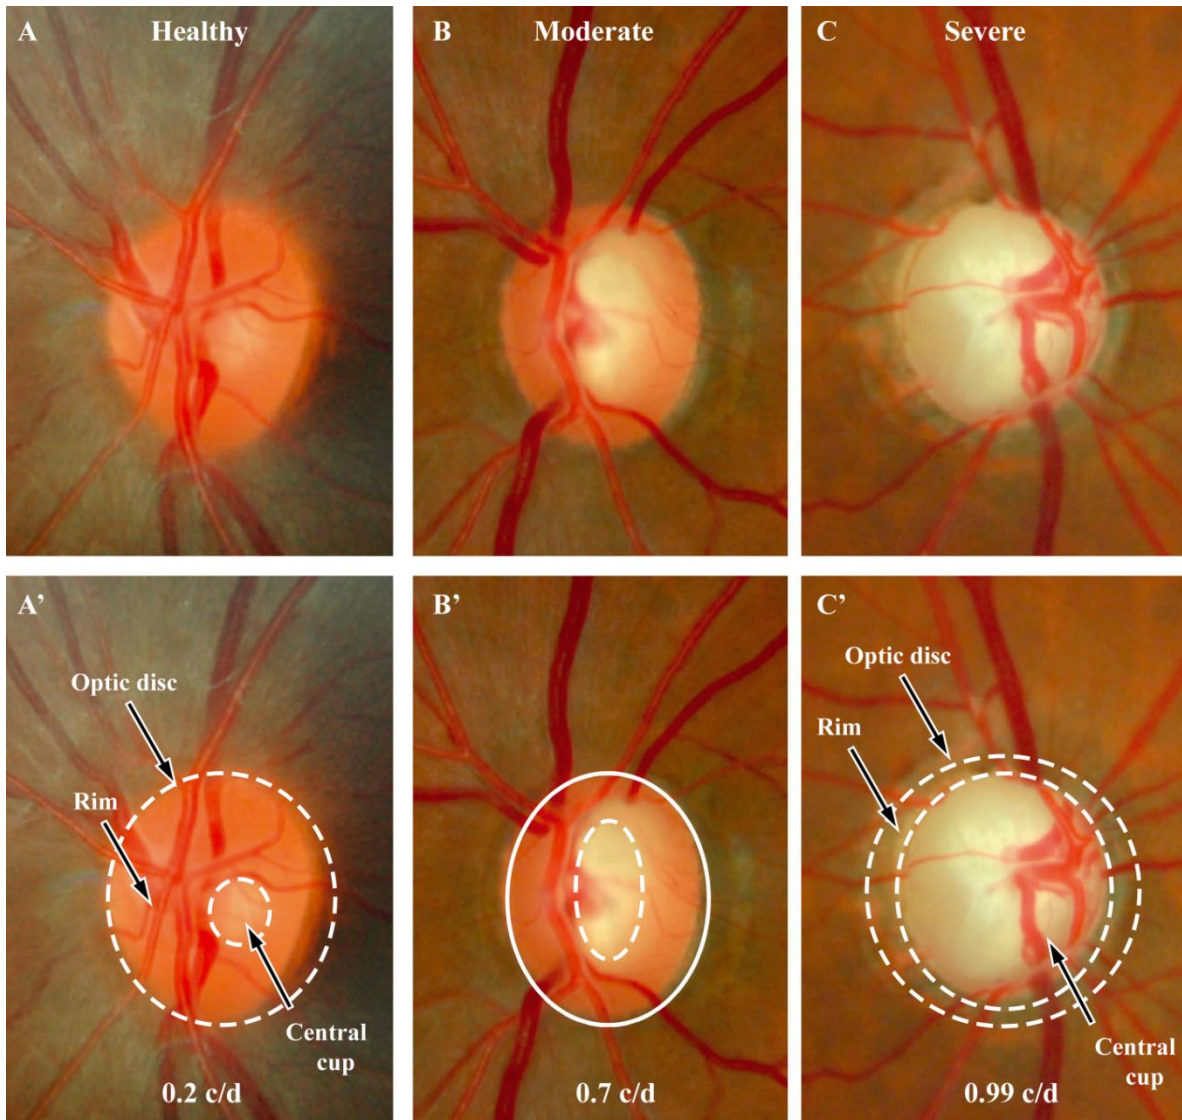 A Healthy
B Moderate
C Severe
A’
Optic disc
Rim
Central
cup
0.2 c/d
B’
0.7 c/d
C’
Optic disc
Rim
Central
cup
0.99 c/d